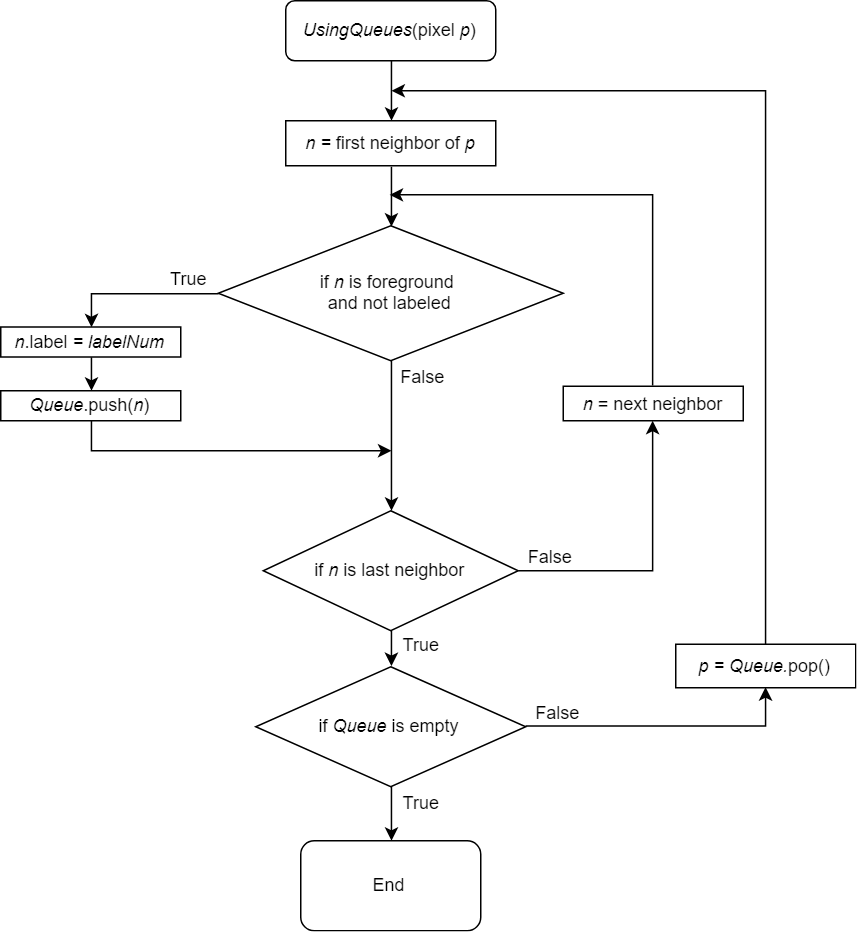 UsingQueues(pixel p)
n = first neighbor of p
if n is foreground
and not labeled
True
n.label = labelNum
Queue.push(n)
False
n = next neighbor
if n is last neighbor
False
True
p = Queue.pop()
if Queue is empty
False
True
End